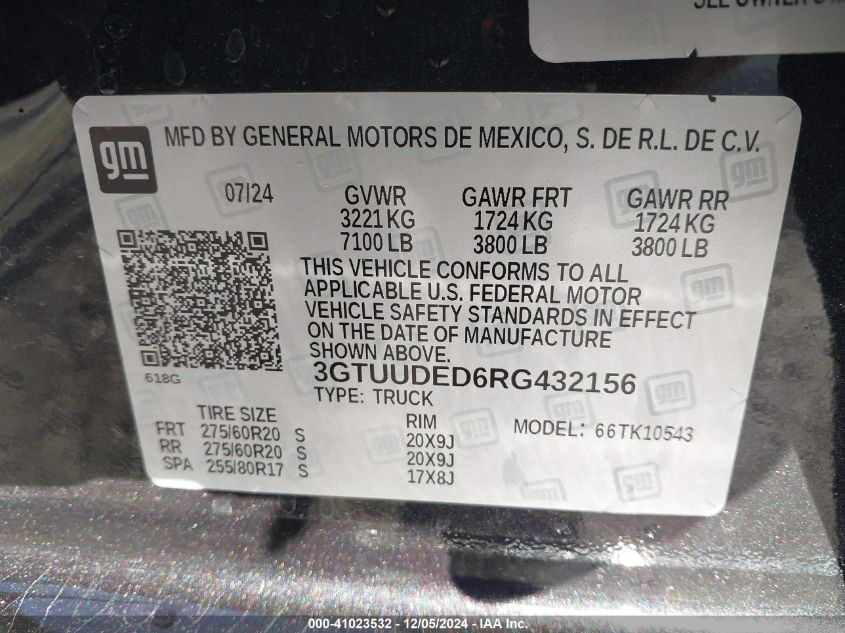 SEE OWNER'S
gm
MFD BY GENERAL MOTORS DE MEXICO, S. DE R.L. DE C.V.
07/24 GVWR GAWR FRT GAWR RR
3221 KG 1724 KG 1724 KG
7100 LB 3800 LB 3800 LB
THIS VEHICLE CONFORMS TO ALL
APPLICABLE U.S. FEDERAL MOTOR
VEHICLE SAFETY STANDARDS IN EFFECT
ON THE DATE OF MANUFACTURE
SHOWN ABOVE.
618G
3GTUUDED6RG432156
TYPE: TRUCK
TIRE SIZE RIM MODEL: 66TK10543
FRT 275/60R20 S 20X9J
RR 275/60R20 S 20X9J
SPA 255/80R17 S 17X8J
000-41023532 - 12/05/2024 - IAA Inc.